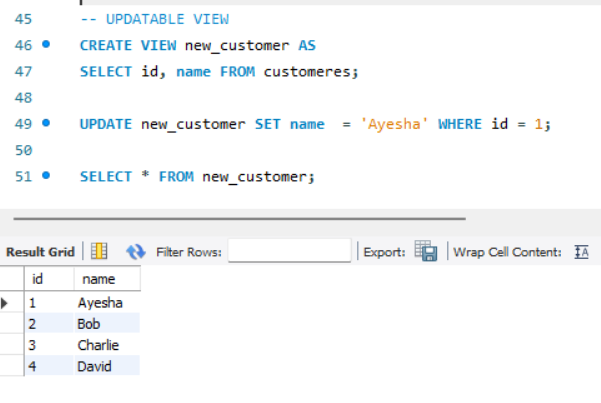 45 -- UPDATABLE VIEW
46 CREATE VIEW new_customer AS
47 SELECT id, name FROM customeres;
48
49 UPDATE new_customer SET name  = 'Ayesha' WHERE id = 1;
50
51 SELECT * FROM new_customer;
Result Grid Filter Rows: Export: Wrap Cell Content: IA
id name
1 Ayesha
2 Bob
3 Charlie
4 David